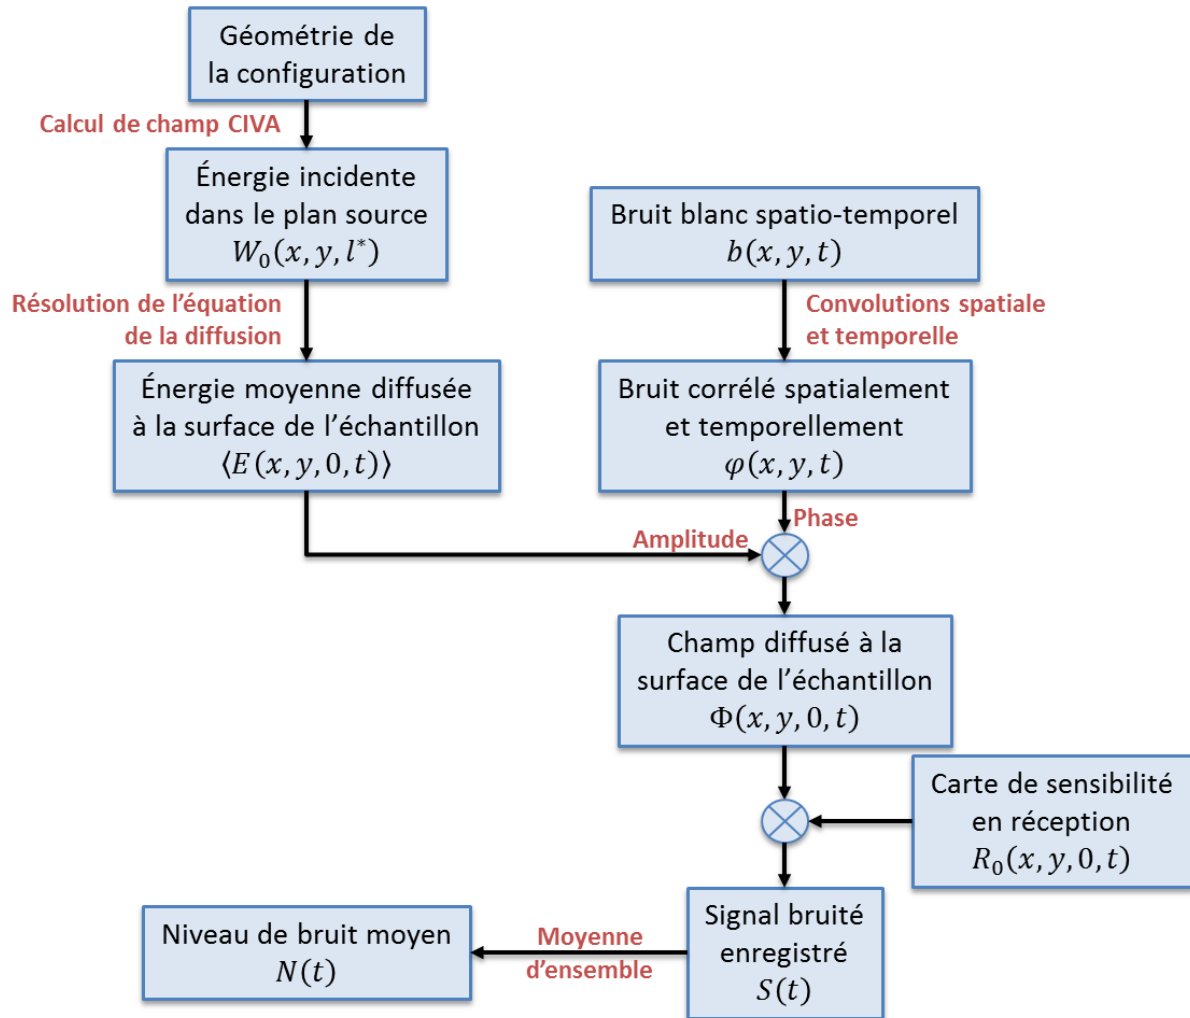 Géométrie de
la configuration
Calcul de champ CIVA
Énergie incidente
dans le plan source
W₀(x, y, l*)
Bruit blanc spatio-temporel
b(x, y, t)
Résolution de l'équation
de la diffusion
Convolutions spatiale
et temporelle
Énergie moyenne diffusée
à la surface de l'échantillon
⟨E(x, y, 0, t)⟩
Bruit corrélé spatialement
et temporellement
φ(x, y, t)
Phase
Amplitude
Champ diffusé à la
surface de l'échantillon
Φ(x, y, 0, t)
Carte de sensibilité
en réception
R₀(x, y, 0, t)
Signal bruité
enregistré
S(t)
Moyenne
d'ensemble
Niveau de bruit moyen
N(t)